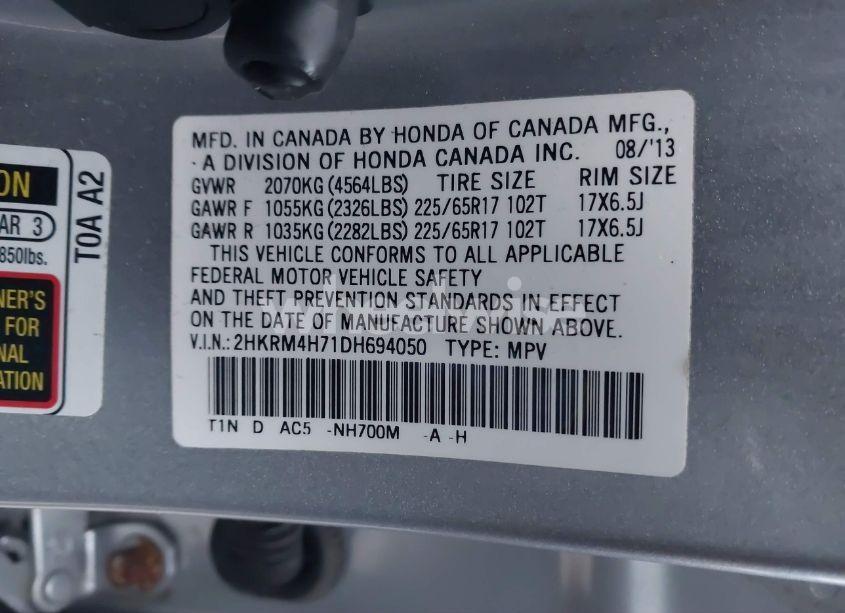 ON
AR 3
850lbs.
NER'S
FOR
NAL
ATION
T0A A2
MFD. IN CANADA BY HONDA OF CANADA MFG.,
A DIVISION OF HONDA CANADA INC. 08/'13
GVWR 2070KG (4564LBS) TIRE SIZE RIM SIZE
GAWR F 1055KG (2326LBS) 225/65R17 102T 17X6.5J
GAWR R 1035KG (2282LBS) 225/65R17 102T 17X6.5J
THIS VEHICLE CONFORMS TO ALL APPLICABLE
FEDERAL MOTOR VEHICLE SAFETY
AND THEFT PREVENTION STANDARDS IN EFFECT
ON THE DATE OF MANUFACTURE SHOWN ABOVE.
V.I.N.: 2HKRM4H71DH694050 TYPE: MPV
T1N D AC5 -NH700M -A -H